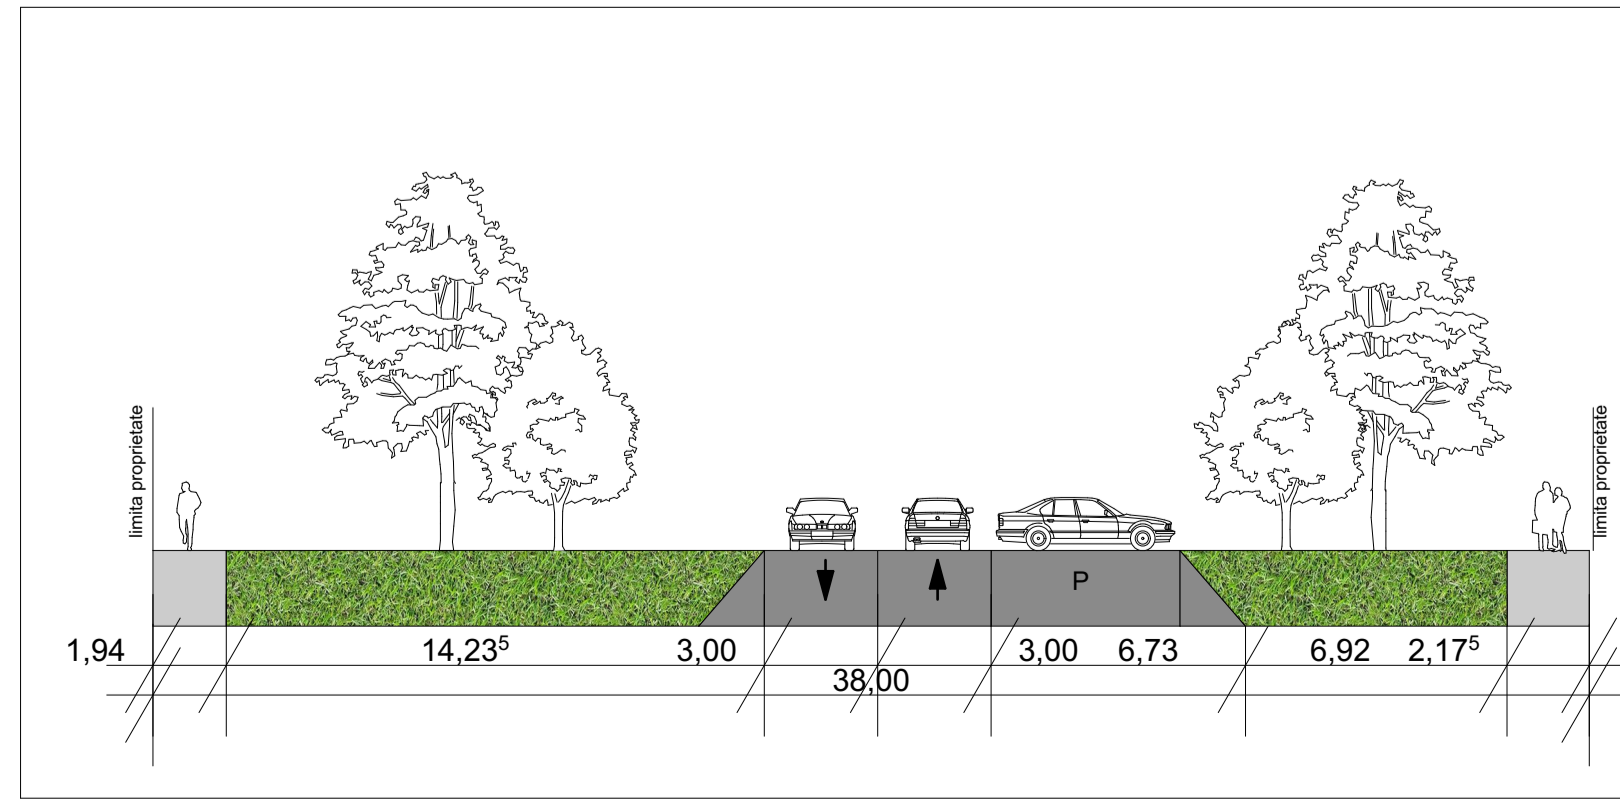 limita proprietate
limita proprietate
P
1,94 14,23⁵ 3,00 3,00 6,73 6,92 2,17⁵
38,00